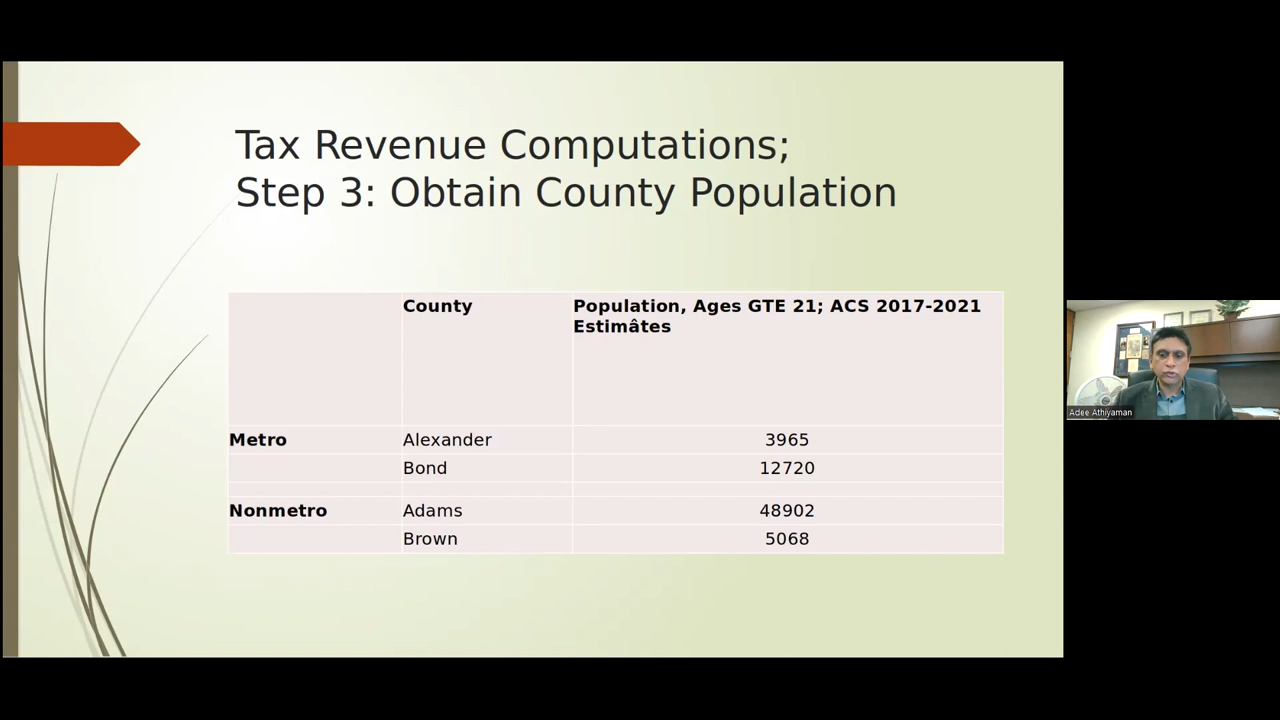 Tax Revenue Computations;
Step 3: Obtain County Population
County Population, Ages GTE 21; ACS 2017-2021
Estimâtes
Metro Alexander 3965
Bond 12720
Nonmetro Adams 48902
Brown 5068
Adee Athiyaman